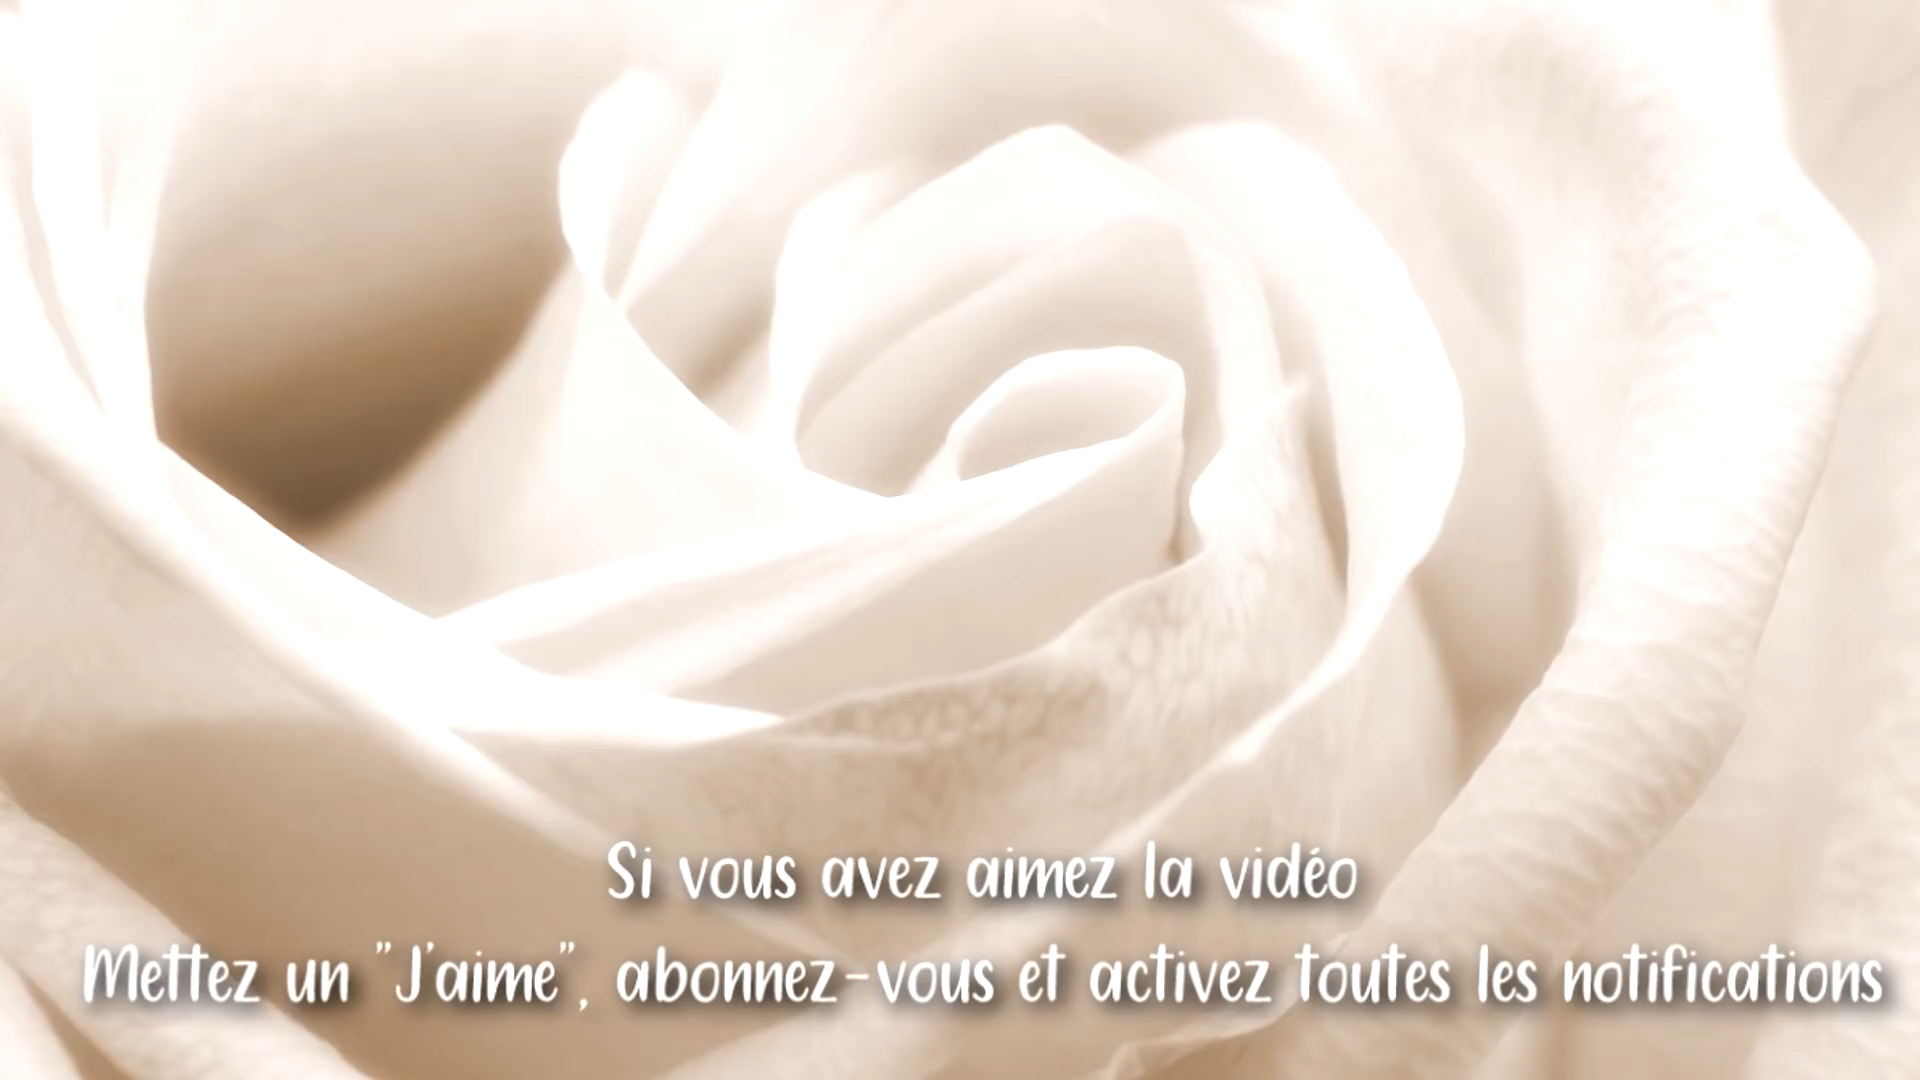 Si vous avez aimez la vidéo
Mettez un "J'aime", abonnez-vous et activez toutes les notifications